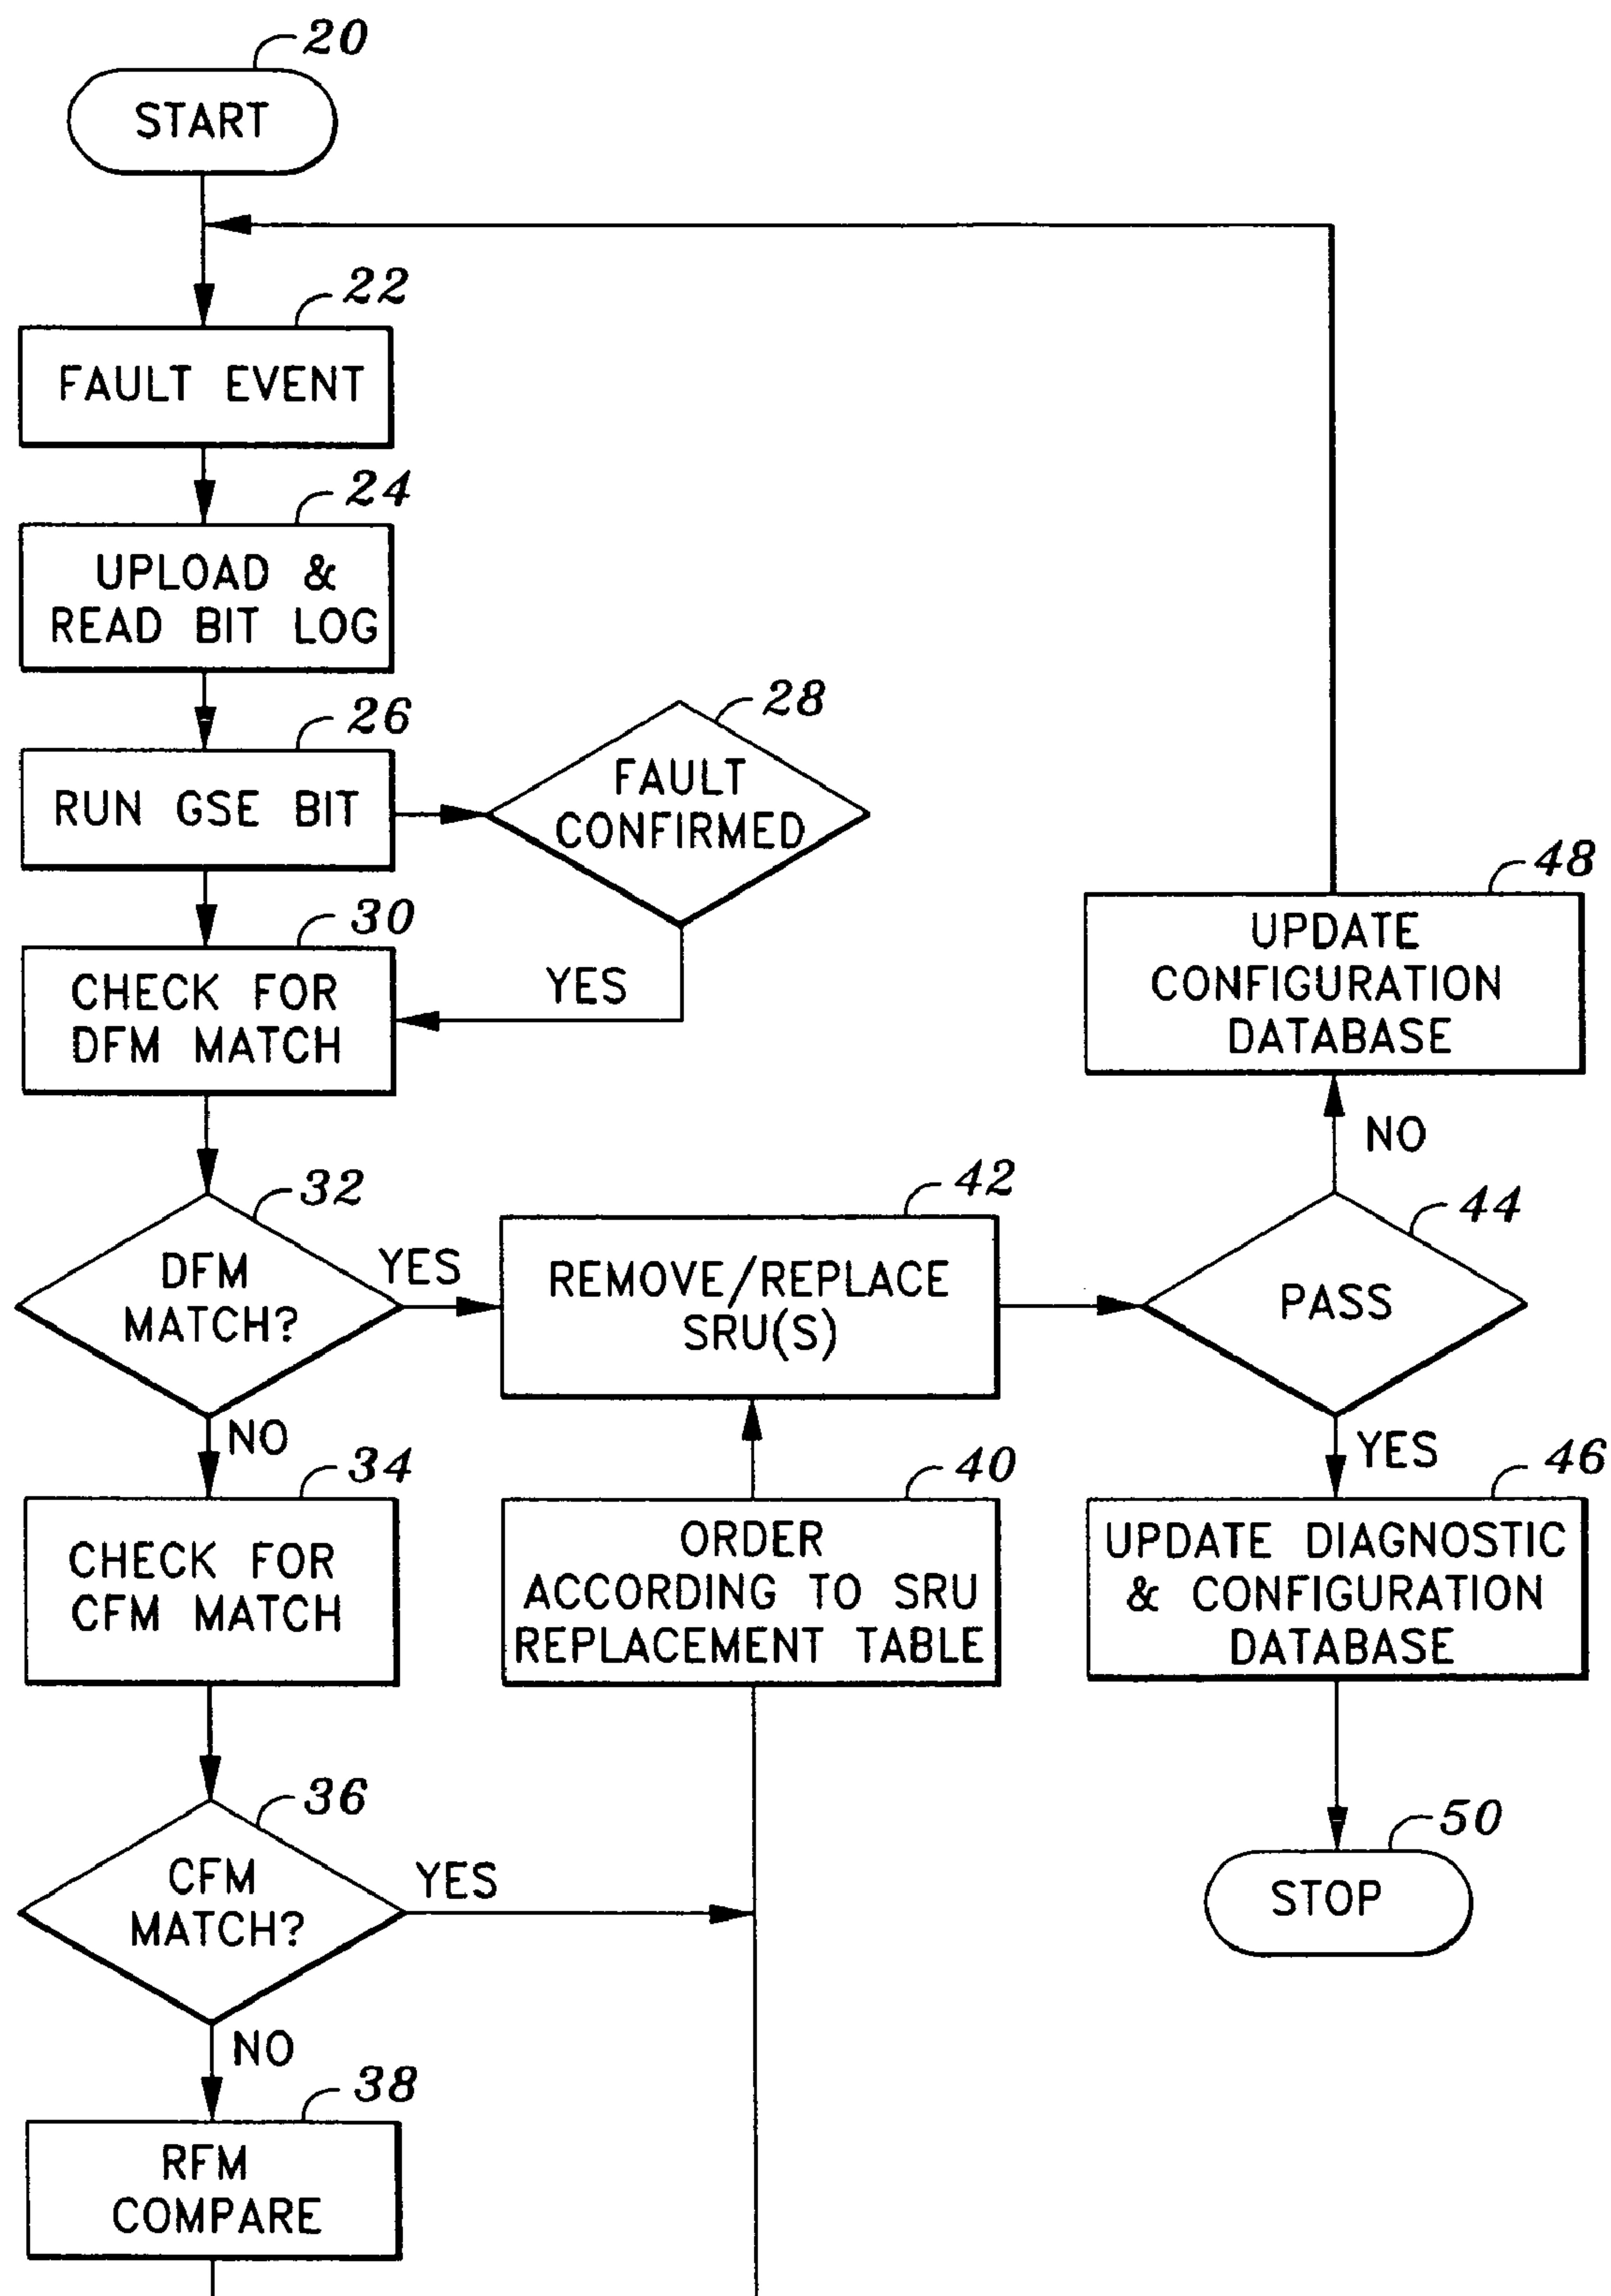 20
START
22
FAULT EVENT
24
UPLOAD &
READ BIT LOG
26
RUN GSE BIT
28
FAULT
CONFIRMED
YES
30
CHECK FOR
DFM MATCH
32
DFM
MATCH?
YES
NO
34
CHECK FOR
CFM MATCH
36
CFM
MATCH?
YES
NO
38
RFM
COMPARE
40
ORDER
ACCORDING TO SRU
REPLACEMENT TABLE
42
REMOVE/REPLACE
SRU(S)
44
PASS
NO
YES
48
UPDATE
CONFIGURATION
DATABASE
46
UPDATE DIAGNOSTIC
& CONFIGURATION
DATABASE
50
STOP